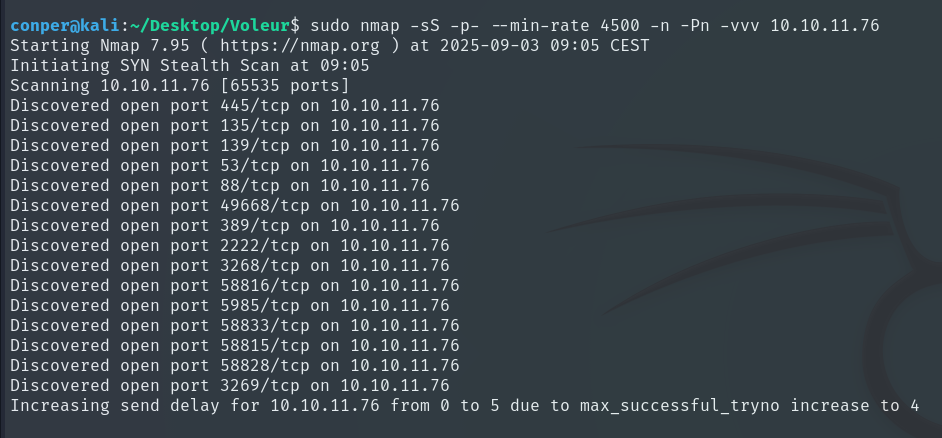 conper@kali:~/Desktop/Voleur$ sudo nmap -sS -p- --min-rate 4500 -n -Pn -vvv 10.10.11.76
Starting Nmap 7.95 ( https://nmap.org ) at 2025-09-03 09:05 CEST
Initiating SYN Stealth Scan at 09:05
Scanning 10.10.11.76 [65535 ports]
Discovered open port 445/tcp on 10.10.11.76
Discovered open port 135/tcp on 10.10.11.76
Discovered open port 139/tcp on 10.10.11.76
Discovered open port 53/tcp on 10.10.11.76
Discovered open port 88/tcp on 10.10.11.76
Discovered open port 49668/tcp on 10.10.11.76
Discovered open port 389/tcp on 10.10.11.76
Discovered open port 2222/tcp on 10.10.11.76
Discovered open port 3268/tcp on 10.10.11.76
Discovered open port 58816/tcp on 10.10.11.76
Discovered open port 5985/tcp on 10.10.11.76
Discovered open port 58833/tcp on 10.10.11.76
Discovered open port 58815/tcp on 10.10.11.76
Discovered open port 58828/tcp on 10.10.11.76
Discovered open port 3269/tcp on 10.10.11.76
Increasing send delay for 10.10.11.76 from 0 to 5 due to max_successful_tryno increase to 4